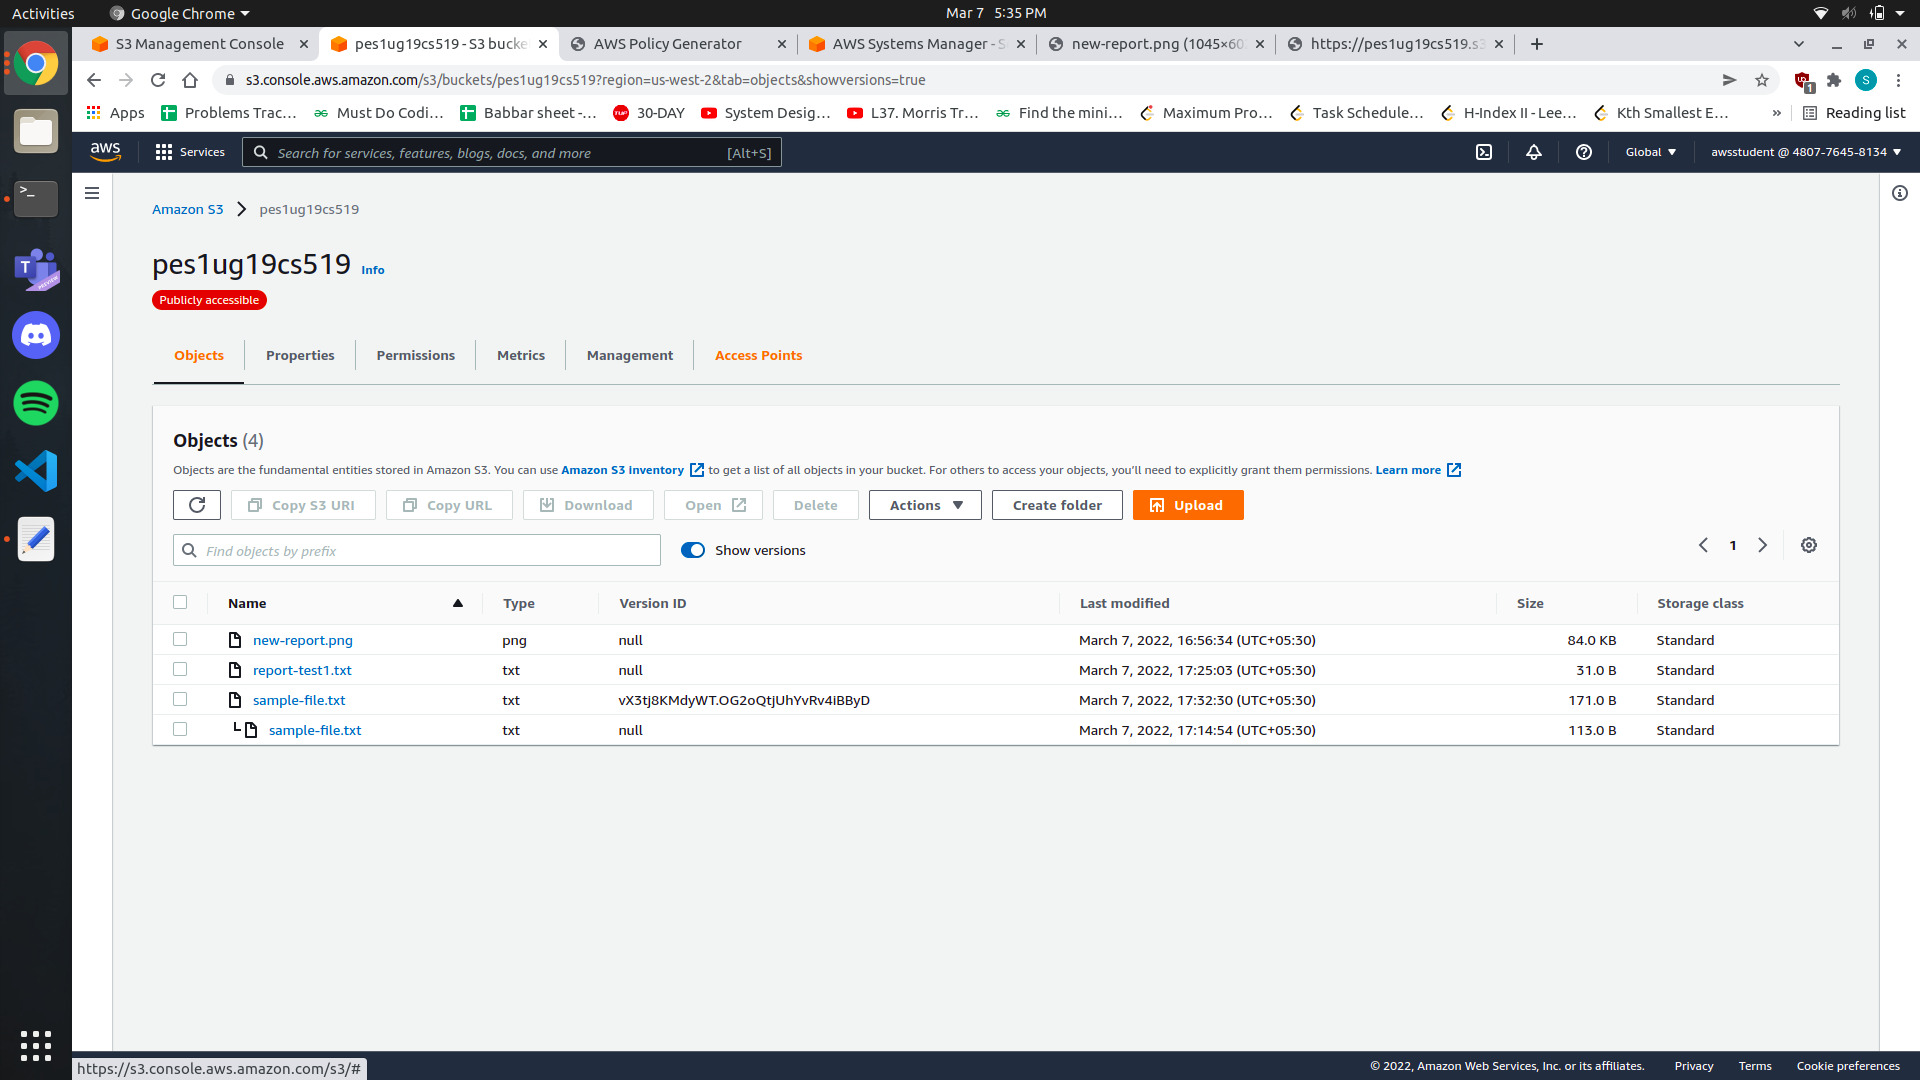 Activities
Google Chrome
Mar 7 5:35 PM
S3 Management Console
pes1ug19cs519 - S3 bucke
AWS Policy Generator
AWS Systems Manager - S
new-report.png (1045×60
https://pes1ug19cs519.s3
s3.console.aws.amazon.com/s3/buckets/pes1ug19cs519?region=us-west-2&tab=objects&showversions=true
1
S
Apps
Problems Trac…
Must Do Codi…
Babbar sheet -…
30-DAY
System Desig…
L37. Morris Tr…
Find the mini…
Maximum Pro…
Task Schedule…
H-Index II - Lee…
Kth Smallest E…
»
Reading list
aws
Services
Search for services, features, blogs, docs, and more
[Alt+S]
Global
awsstudent @ 4807-7645-8134
Amazon S3
pes1ug19cs519
pes1ug19cs519
Info
Publicly accessible
Objects
Properties
Permissions
Metrics
Management
Access Points
Objects (4)
Objects are the fundamental entities stored in Amazon S3. You can use Amazon S3 inventory to get a list of all objects in your bucket. For others to access your objects, you'll need to explicitly grant them permissions. Learn more
Copy S3 URI
Copy URL
Download
Open
Delete
Actions
Create folder
Upload
Find objects by prefix
Show versions
1
Name
Type
Version ID
Last modified
Size
Storage class
new-report.png
png
null
March 7, 2022, 16:56:34 (UTC+05:30)
84.0 KB
Standard
report-test1.txt
txt
null
March 7, 2022, 17:25:03 (UTC+05:30)
31.0 B
Standard
sample-file.txt
txt
vX3tj8KMdyWT.OG2oQtjUhYvRv4iBByD
March 7, 2022, 17:32:30 (UTC+05:30)
171.0 B
Standard
sample-file.txt
txt
null
March 7, 2022, 17:14:54 (UTC+05:30)
113.0 B
Standard
https://s3.console.aws.amazon.com/s3/#
© 2022, Amazon Web Services, Inc. or its affiliates.
Privacy
Terms
Cookie preferences